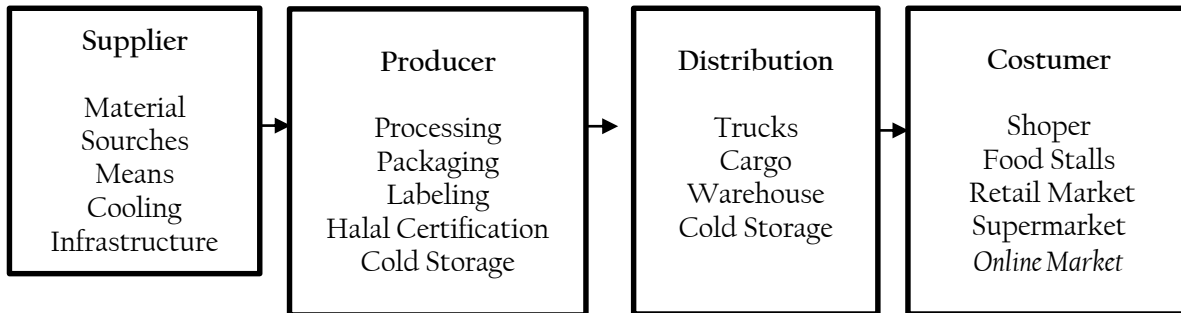 Supplier
Material
Sourches
Means
Cooling
Infrastructure
Producer
Processing
Packaging
Labeling
Halal Certification
Cold Storage
Distribution
Trucks
Cargo
Warehouse
Cold Storage
Costumer
Shoper
Food Stalls
Retail Market
Supermarket
Online Market